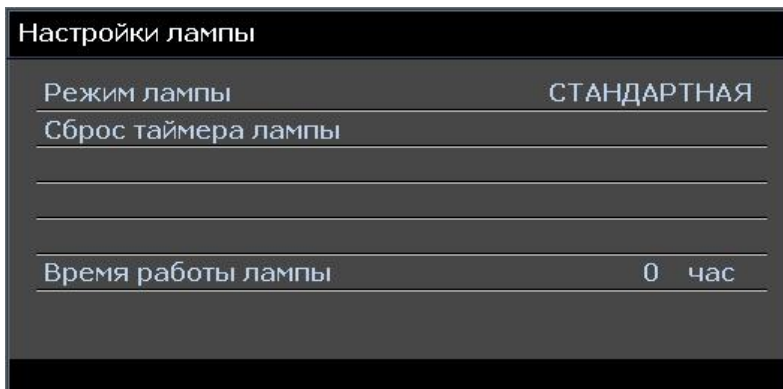 Настройки лампы
Режим лампы СТАНДАРТНАЯ
Сброс таймера лампы
Время работы лампы 0 час